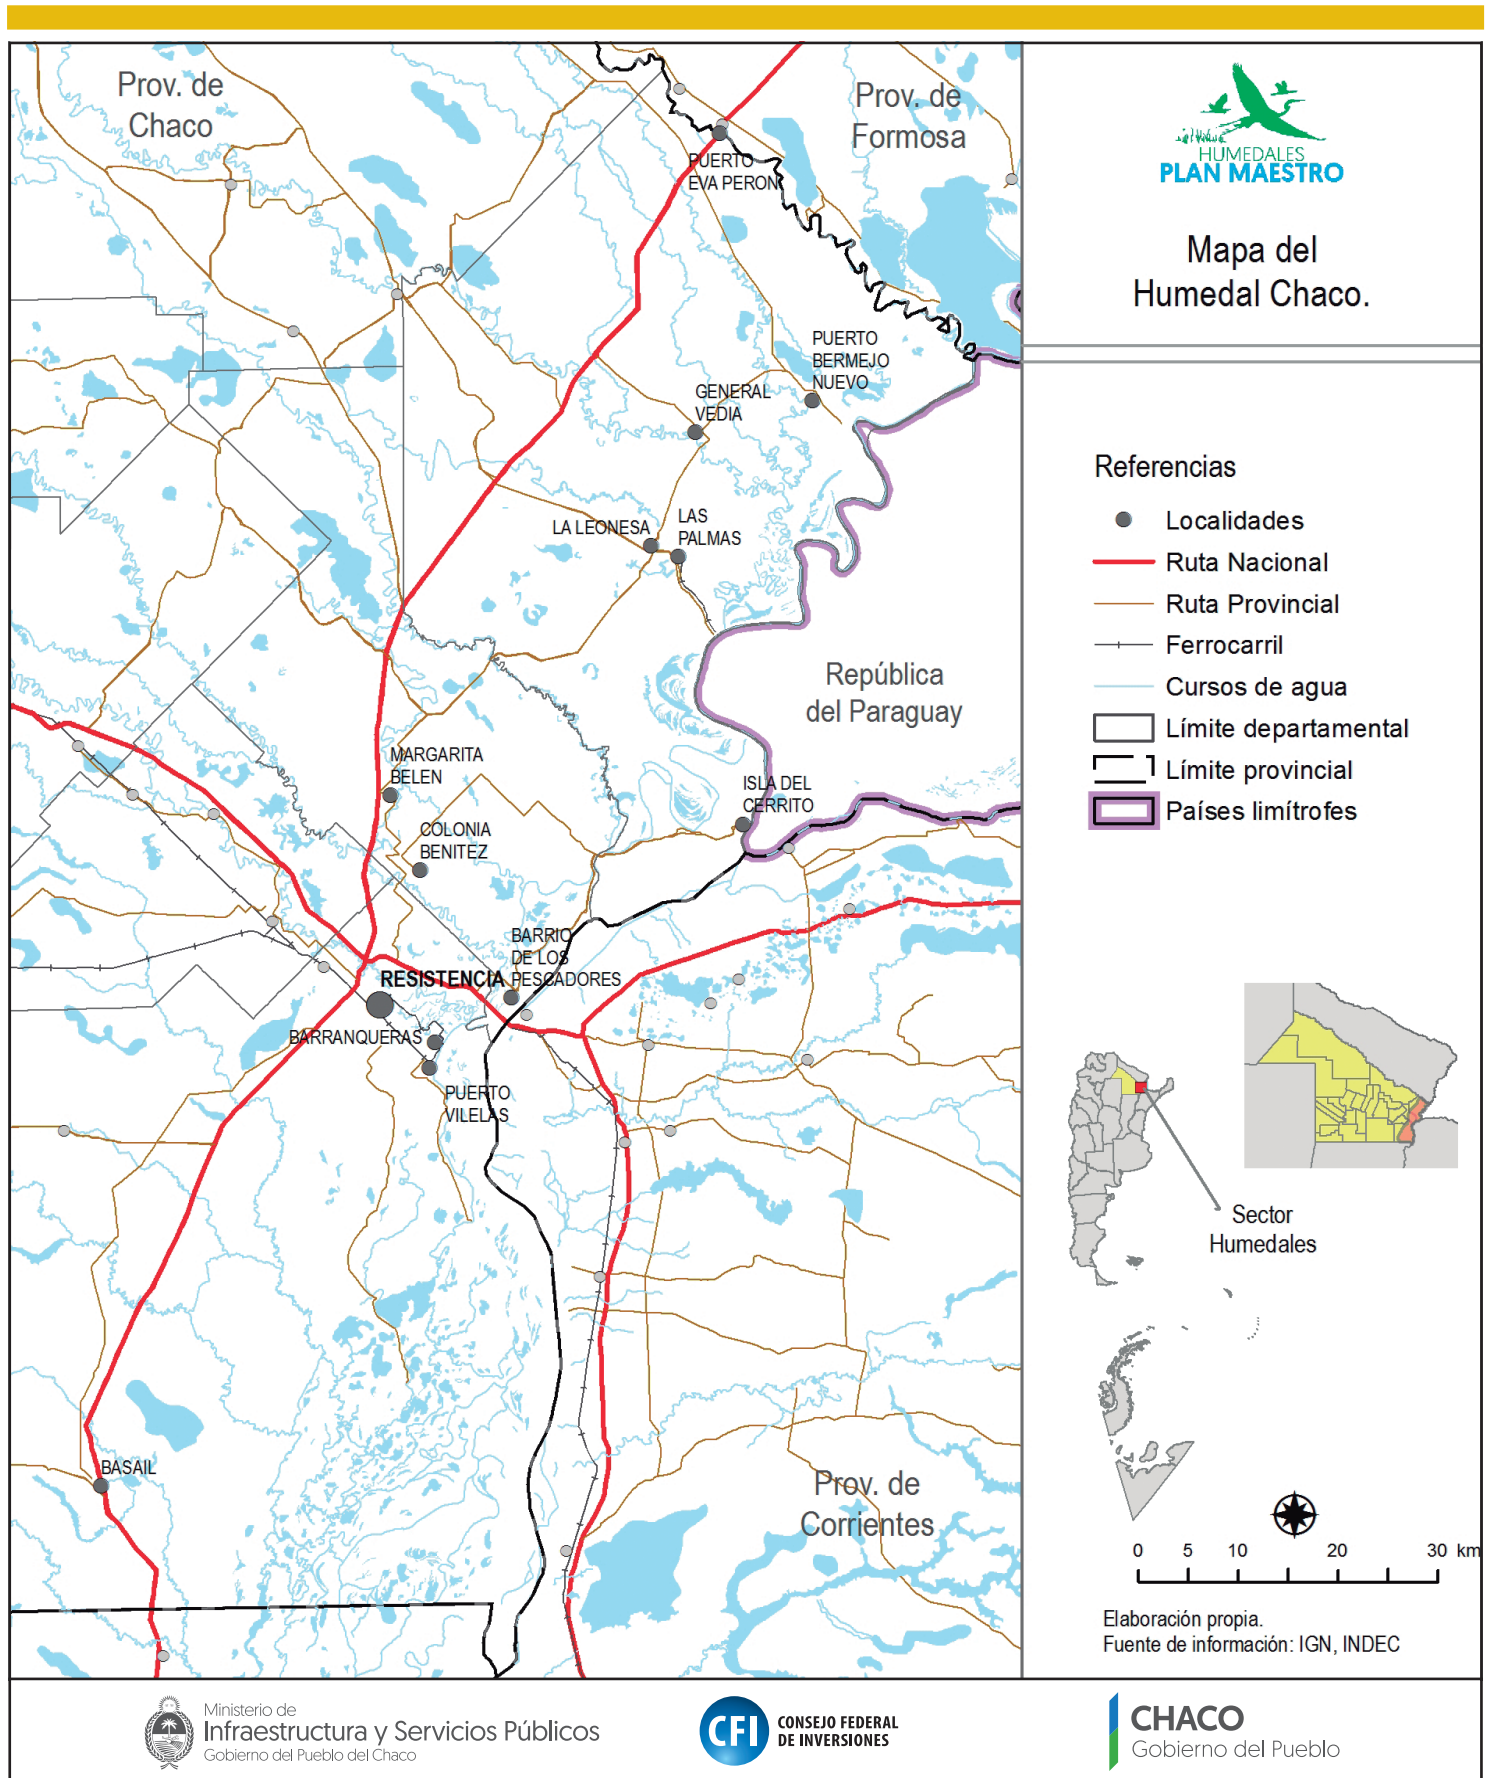 Prov. de
Chaco
Prov. de
Formosa
PUERTO
EVA PERON
PUERTO
BERMEJO
NUEVO
GENERAL
VEDIA
LA LEONESA
LAS
PALMAS
República
del Paraguay
MARGARITA
BELEN
ISLA DEL
CERRITO
COLONIA
BENITEZ
BARRIO
DE LOS
PESCADORES
RESISTENCIA
BARRANQUERAS
PUERTO
VILELAS
BASAIL
Prov. de
Corrientes
HUMEDALES
PLAN MAESTRO
Mapa del
Humedal Chaco.
Referencias
Localidades
Ruta Nacional
Ruta Provincial
Ferrocarril
Cursos de agua
Límite departamental
Límite provincial
Países limítrofes
Sector
Humedales
0 5 10 20 30 km
Elaboración propia.
Fuente de información: IGN, INDEC
Ministerio de
Infraestructura y Servicios Públicos
Gobierno del Pueblo del Chaco
CFI
CONSEJO FEDERAL
DE INVERSIONES
CHACO
Gobierno del Pueblo